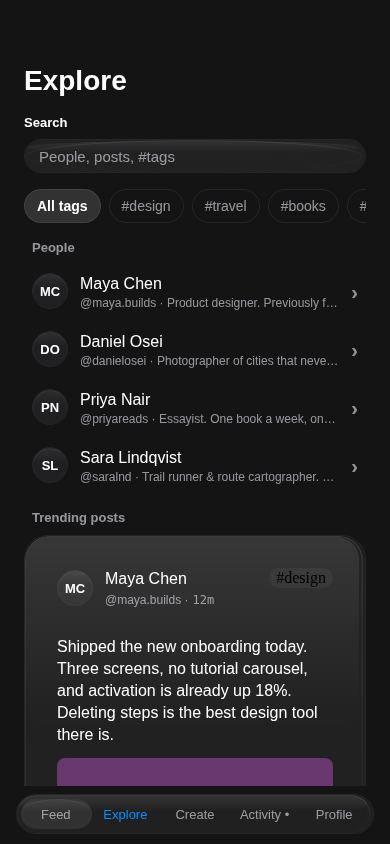 Explore
Search
People, posts, #tags
All tags #design #travel #books #
People
MC Maya Chen
@maya.builds · Product designer. Previously f…
DO Daniel Osei
@danielosei · Photographer of cities that neve…
PN Priya Nair
@priyareads · Essayist. One book a week, on…
SL Sara Lindqvist
@saralnd · Trail runner & route cartographer. …
Trending posts
MC Maya Chen #design
@maya.builds · 12m
Shipped the new onboarding today.
Three screens, no tutorial carousel,
and activation is already up 18%.
Deleting steps is the best design tool
there is.
Feed Explore Create Activity • Profile